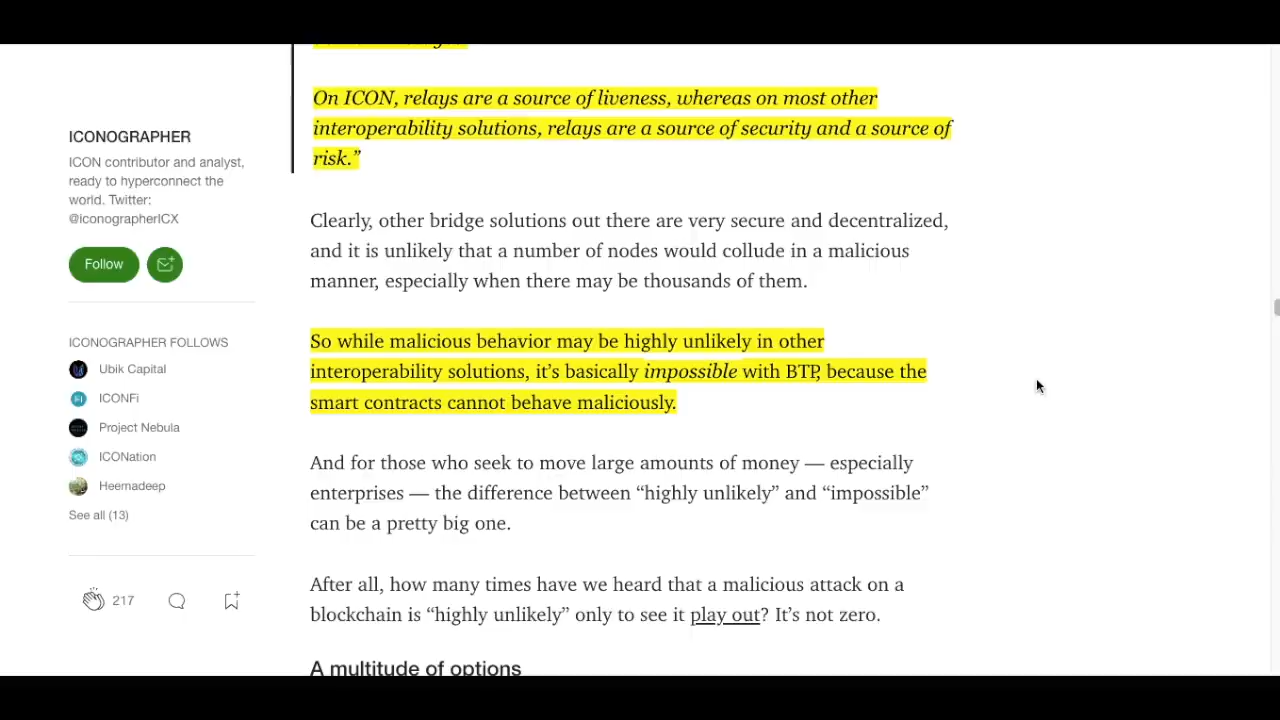 On ICON, relays are a source of liveness, whereas on most other
interoperability solutions, relays are a source of security and a source of
risk.”
ICONOGRAPHER
ICON contributor and analyst,
ready to hyperconnect the
world. Twitter:
@iconographerICX
Follow
ICONOGRAPHER FOLLOWS
Ubik Capital
ICONFi
Project Nebula
ICONation
Heemadeep
See all (13)
217
Clearly, other bridge solutions out there are very secure and decentralized,
and it is unlikely that a number of nodes would collude in a malicious
manner, especially when there may be thousands of them.
So while malicious behavior may be highly unlikely in other
interoperability solutions, it’s basically impossible with BTP, because the
smart contracts cannot behave maliciously.
And for those who seek to move large amounts of money — especially
enterprises — the difference between “highly unlikely” and “impossible”
can be a pretty big one.
After all, how many times have we heard that a malicious attack on a
blockchain is “highly unlikely” only to see it play out? It’s not zero.
A multitude of options